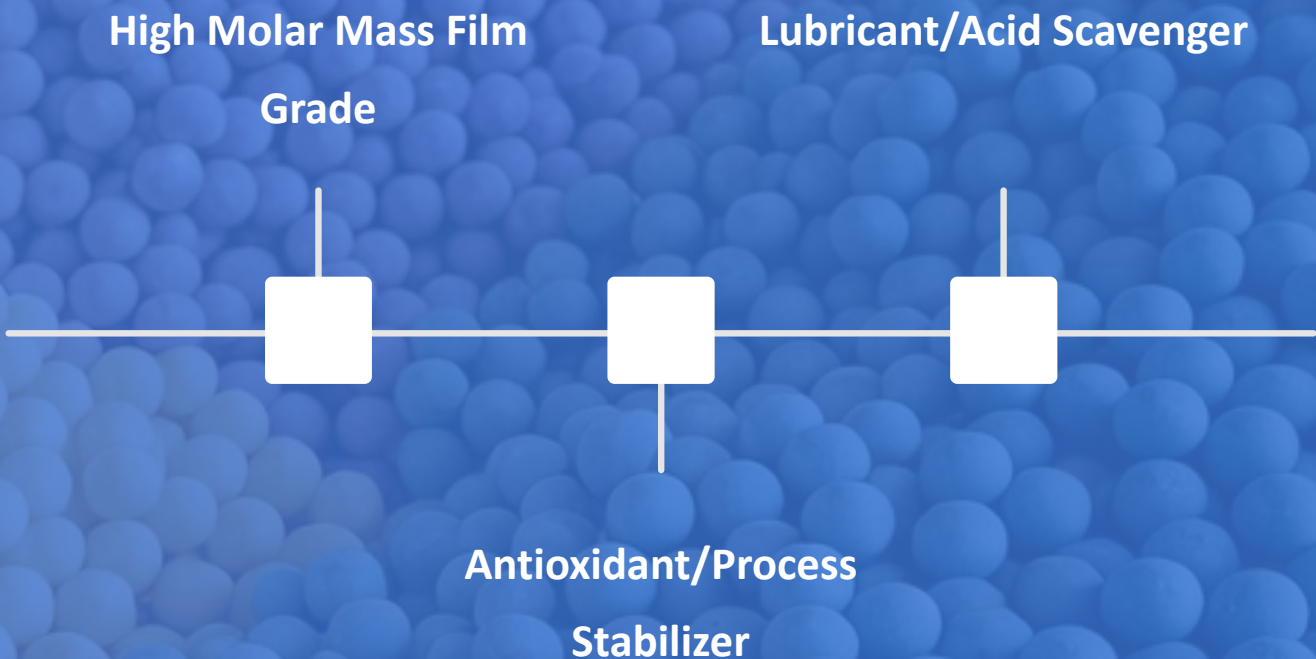 High Molar Mass Film
Grade
Lubricant/Acid Scavenger
Antioxidant/Process
Stabilizer